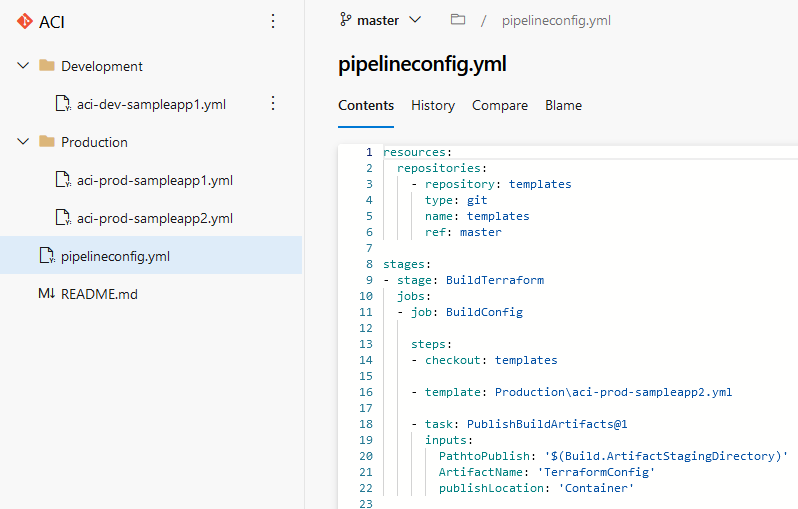 ACI
Development
aci-dev-sampleapp1.yml
Production
aci-prod-sampleapp1.yml
aci-prod-sampleapp2.yml
pipelineconfig.yml
M↓ README.md
master / pipelineconfig.yml
pipelineconfig.yml
Contents History Compare Blame
1 resources:
2   repositories:
3     - repository: templates
4       type: git
5       name: templates
6       ref: master
7
8 stages:
9 - stage: BuildTerraform
10   jobs:
11   - job: BuildConfig
12
13     steps:
14     - checkout: templates
15
16     - template: Production\aci-prod-sampleapp2.yml
17
18     - task: PublishBuildArtifacts@1
19       inputs:
20         PathtoPublish: '$(Build.ArtifactStagingDirectory)'
21         ArtifactName: 'TerraformConfig'
22         publishLocation: 'Container'
23